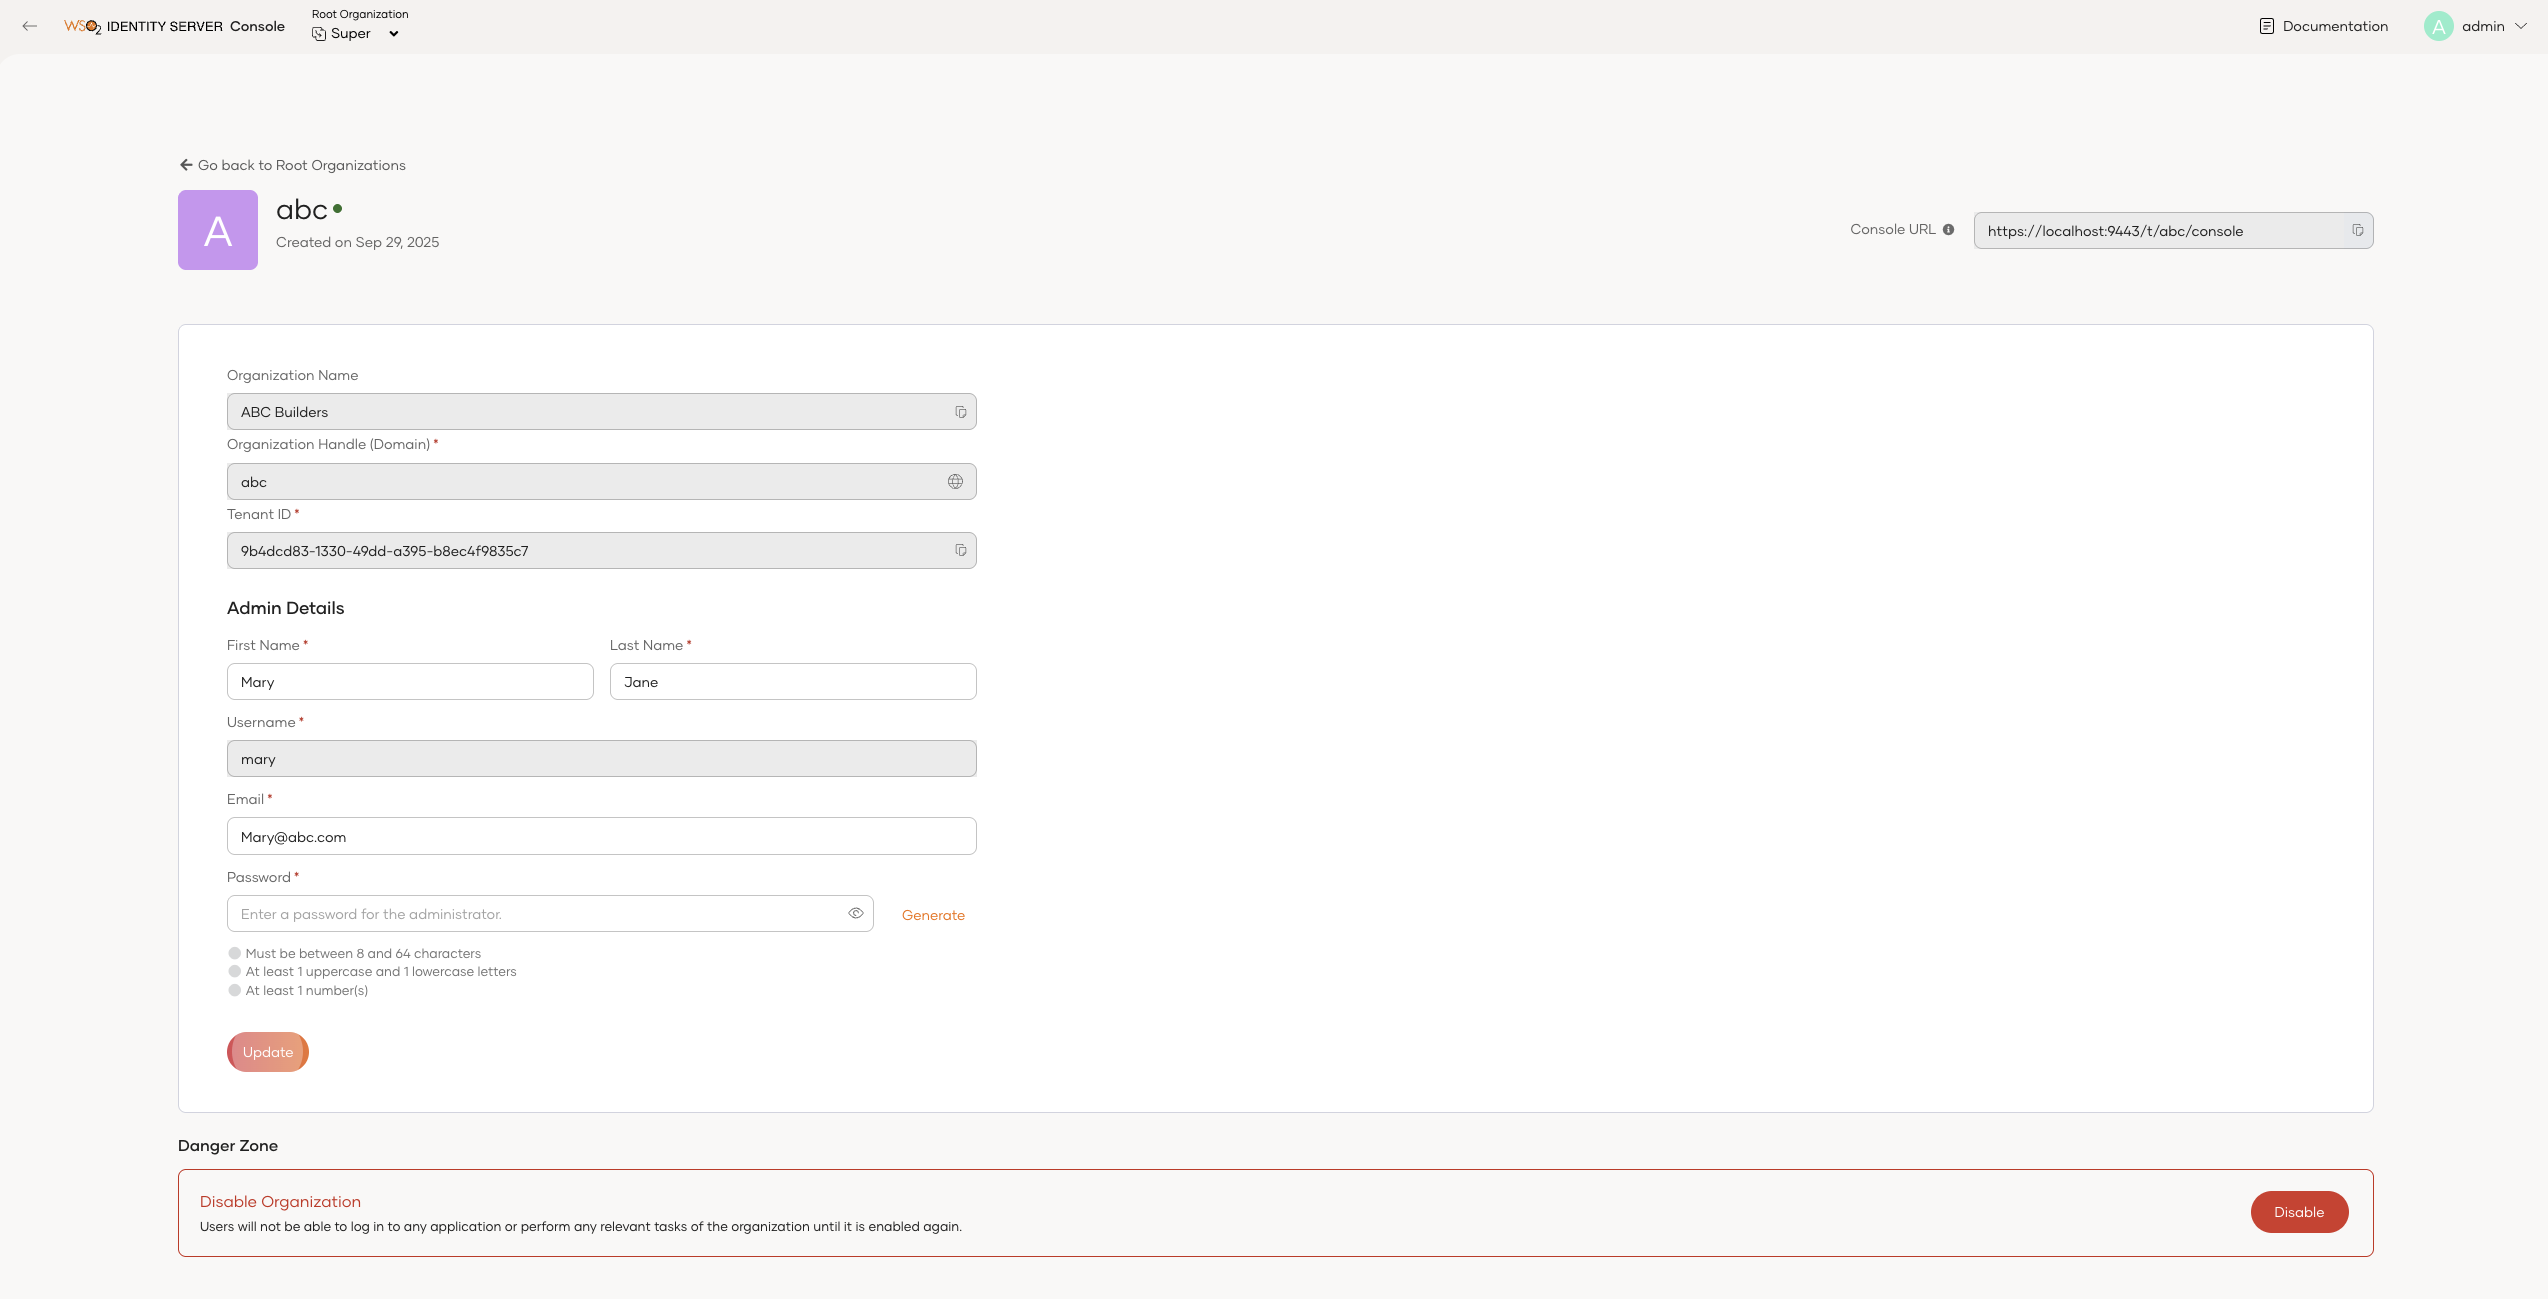 WSO2 IDENTITY SERVER Console
Root Organization
Super
Documentation
A
admin
Go back to Root Organizations
A
abc
Created on Sep 29, 2025
Console URL
https://localhost:9443/t/abc/console
Organization Name
ABC Builders
Organization Handle (Domain) *
abc
Tenant ID *
9b4dcd83-1330-49dd-a395-b8ec4f9835c7
Admin Details
First Name *
Last Name *
Mary
Jane
Username *
mary
Email *
Mary@abc.com
Password *
Enter a password for the administrator.
Generate
Must be between 8 and 64 characters
At least 1 uppercase and 1 lowercase letters
At least 1 number(s)
Update
Danger Zone
Disable Organization
Users will not be able to log in to any application or perform any relevant tasks of the organization until it is enabled again.
Disable